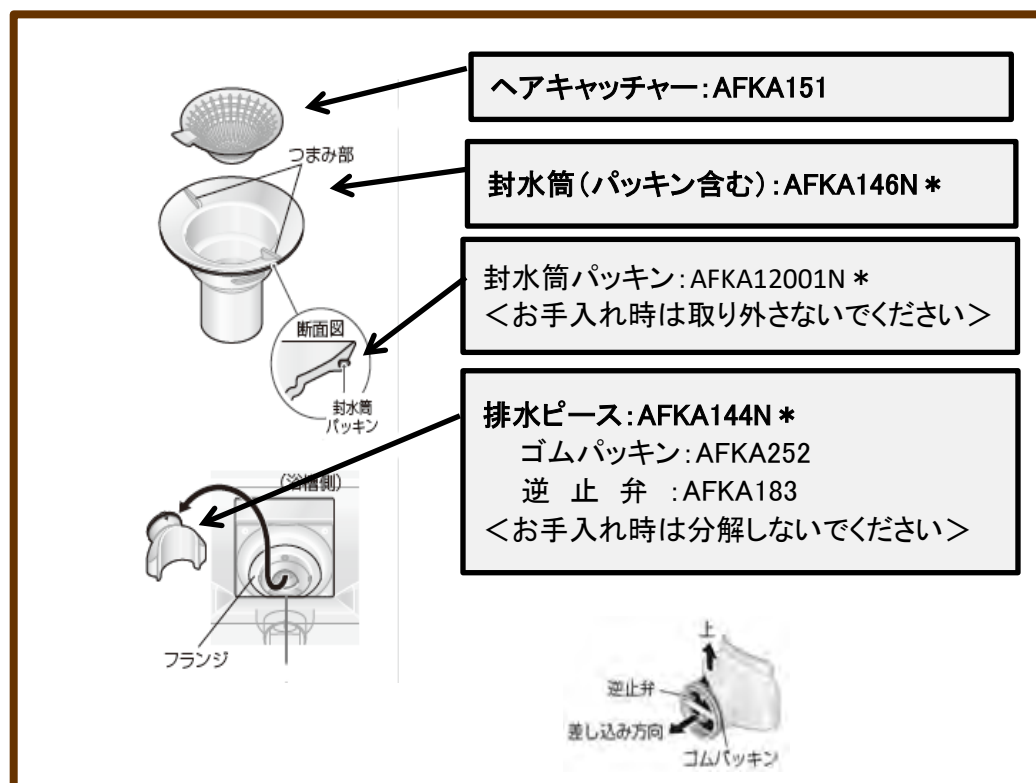 ヘアキャッチャー：AFKA151
つまみ部
封水筒（パッキン含む）：AFKA146N＊
封水筒パッキン：AFKA12001N＊
＜お手入れ時は取り外さないでください＞
断面図
封水筒
パッキン
排水ピース：AFKA144N＊
ゴムパッキン：AFKA252
逆 止 弁 ：AFKA183
＜お手入れ時は分解しないでください＞
（浴槽側）
フランジ
上
逆止弁
差し込み方向
ゴムパッキン